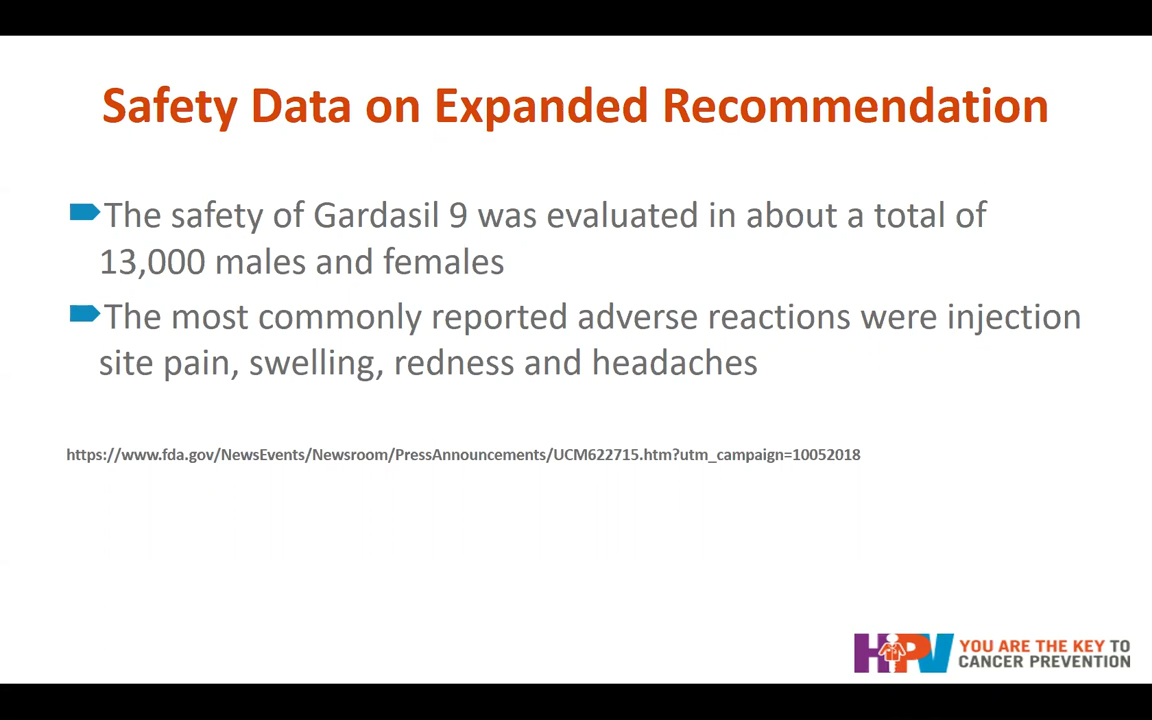 Safety Data on Expanded Recommendation
The safety of Gardasil 9 was evaluated in about a total of
13,000 males and females
The most commonly reported adverse reactions were injection
site pain, swelling, redness and headaches
https://www.fda.gov/NewsEvents/Newsroom/PressAnnouncements/UCM622715.htm?utm_campaign=10052018
HPV YOU ARE THE KEY TO
CANCER PREVENTION